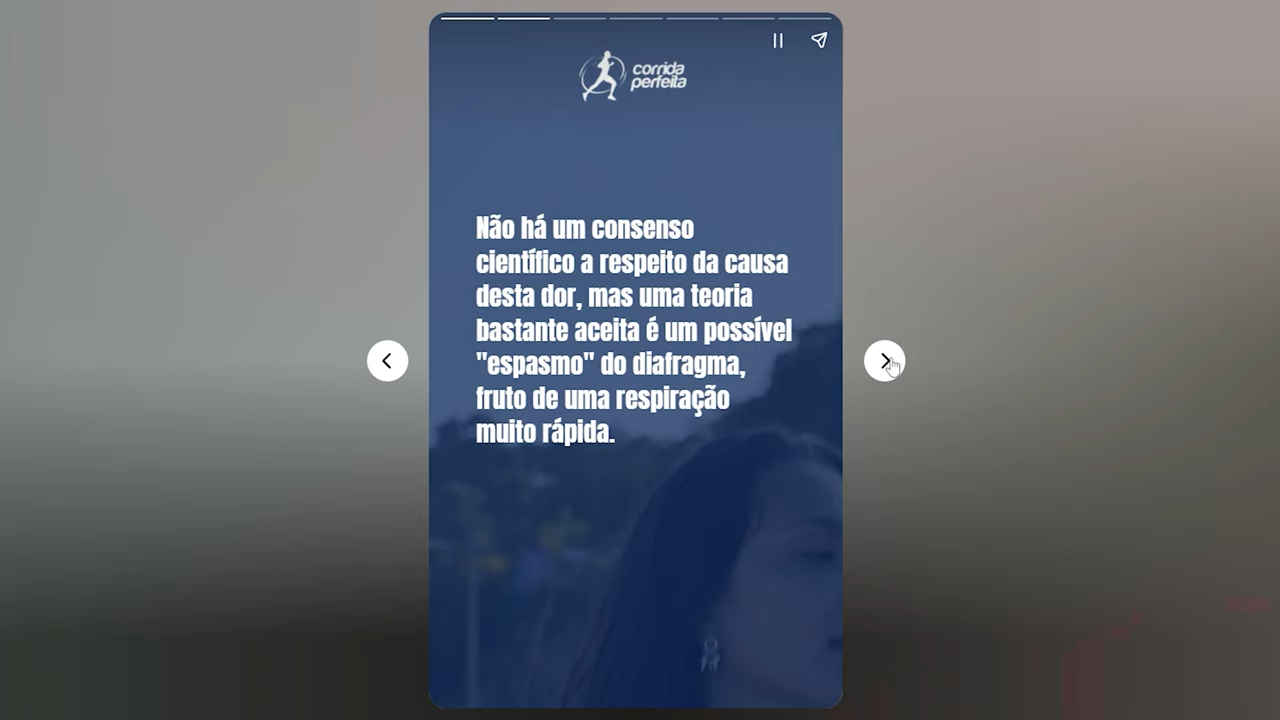 corrida
perfeita
Não há um consenso
científico a respeito da causa
desta dor, mas uma teoria
bastante aceita é um possível
"espasmo" do diafragma,
fruto de uma respiração
muito rápida.